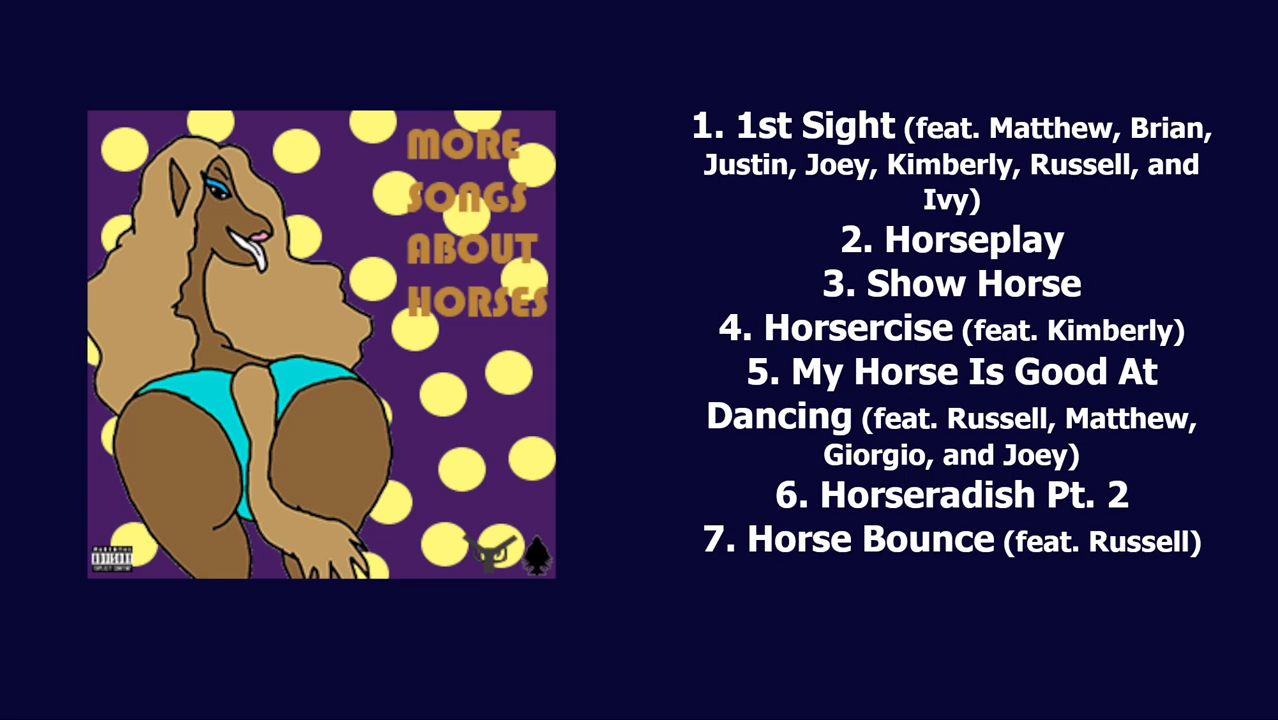 MORE
SONGS
ABOUT
HORSES
1. 1st Sight (feat. Matthew, Brian,
Justin, Joey, Kimberly, Russell, and
Ivy)
2. Horseplay
3. Show Horse
4. Horsercise (feat. Kimberly)
5. My Horse Is Good At
Dancing (feat. Russell, Matthew,
Giorgio, and Joey)
6. Horseradish Pt. 2
7. Horse Bounce (feat. Russell)
ADVISORY